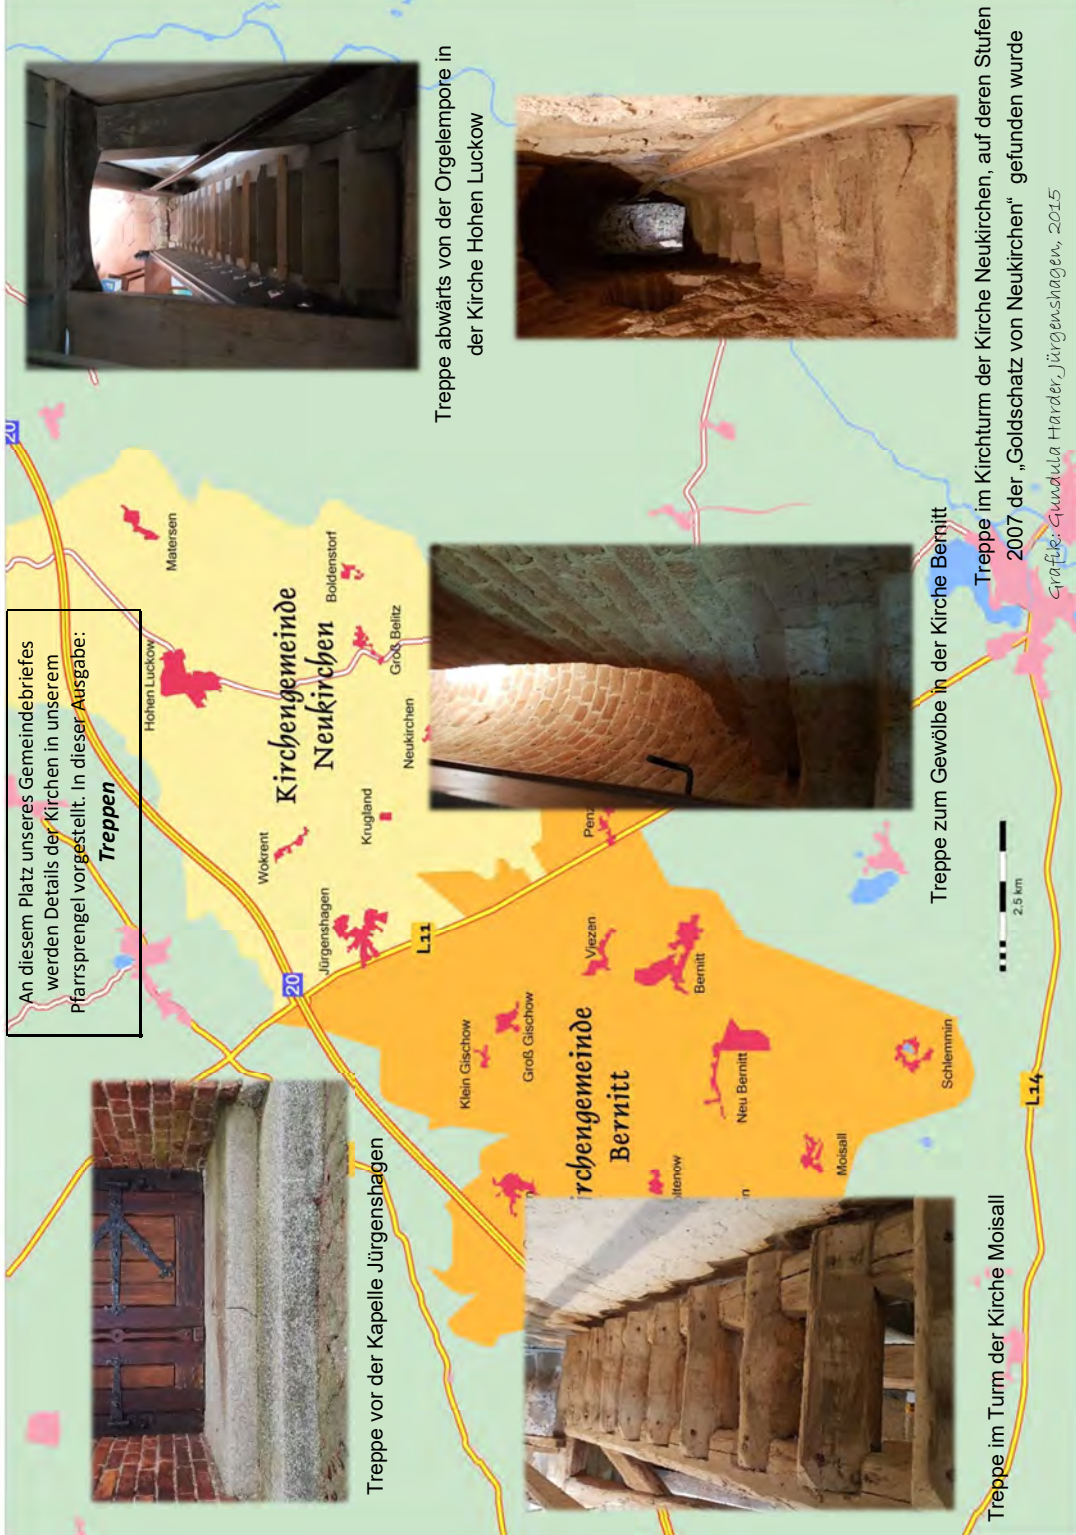 An diesem Platz unseres Gemeindebriefes
werden Details der Kirchen in unserem
Pfarrsprengel vorgestellt. In dieser Ausgabe:
Treppen
20
Matersen
Hohen Luckow
Boldenstorf
Groß Belitz
Kirchengemeinde
Neukirchen
Neukirchen
Krugland
Wokrent
Jürgenshagen
L11
20
Viezen
Bernitt
Klein Gischow
Groß Gischow
Bernitt
Neu Bernitt
Schlemmin
Moisall
L14
2,5 km
Treppe vor der Kapelle Jürgenshagen
Treppe abwärts von der Orgelempore in
der Kirche Hohen Luckow
Treppe im Turm der Kirche Moisall
Treppe zum Gewölbe in der Kirche Bernitt
Treppe im Kirchturm der Kirche Neukirchen, auf deren Stufen
2007 der „Goldschatz von Neukirchen“ gefunden wurde
Grafik: Gundula Harder, Jürgenshagen, 2015